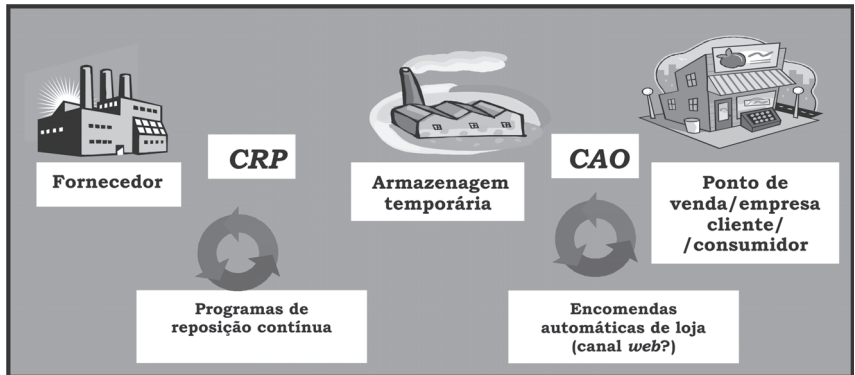 Fornecedor
CRP
Armazenagem
temporária
CAO
Ponto de
venda/empresa
cliente/
/consumidor
Programas de
reposição contínua
Encomendas
automáticas de loja
(canal web?)